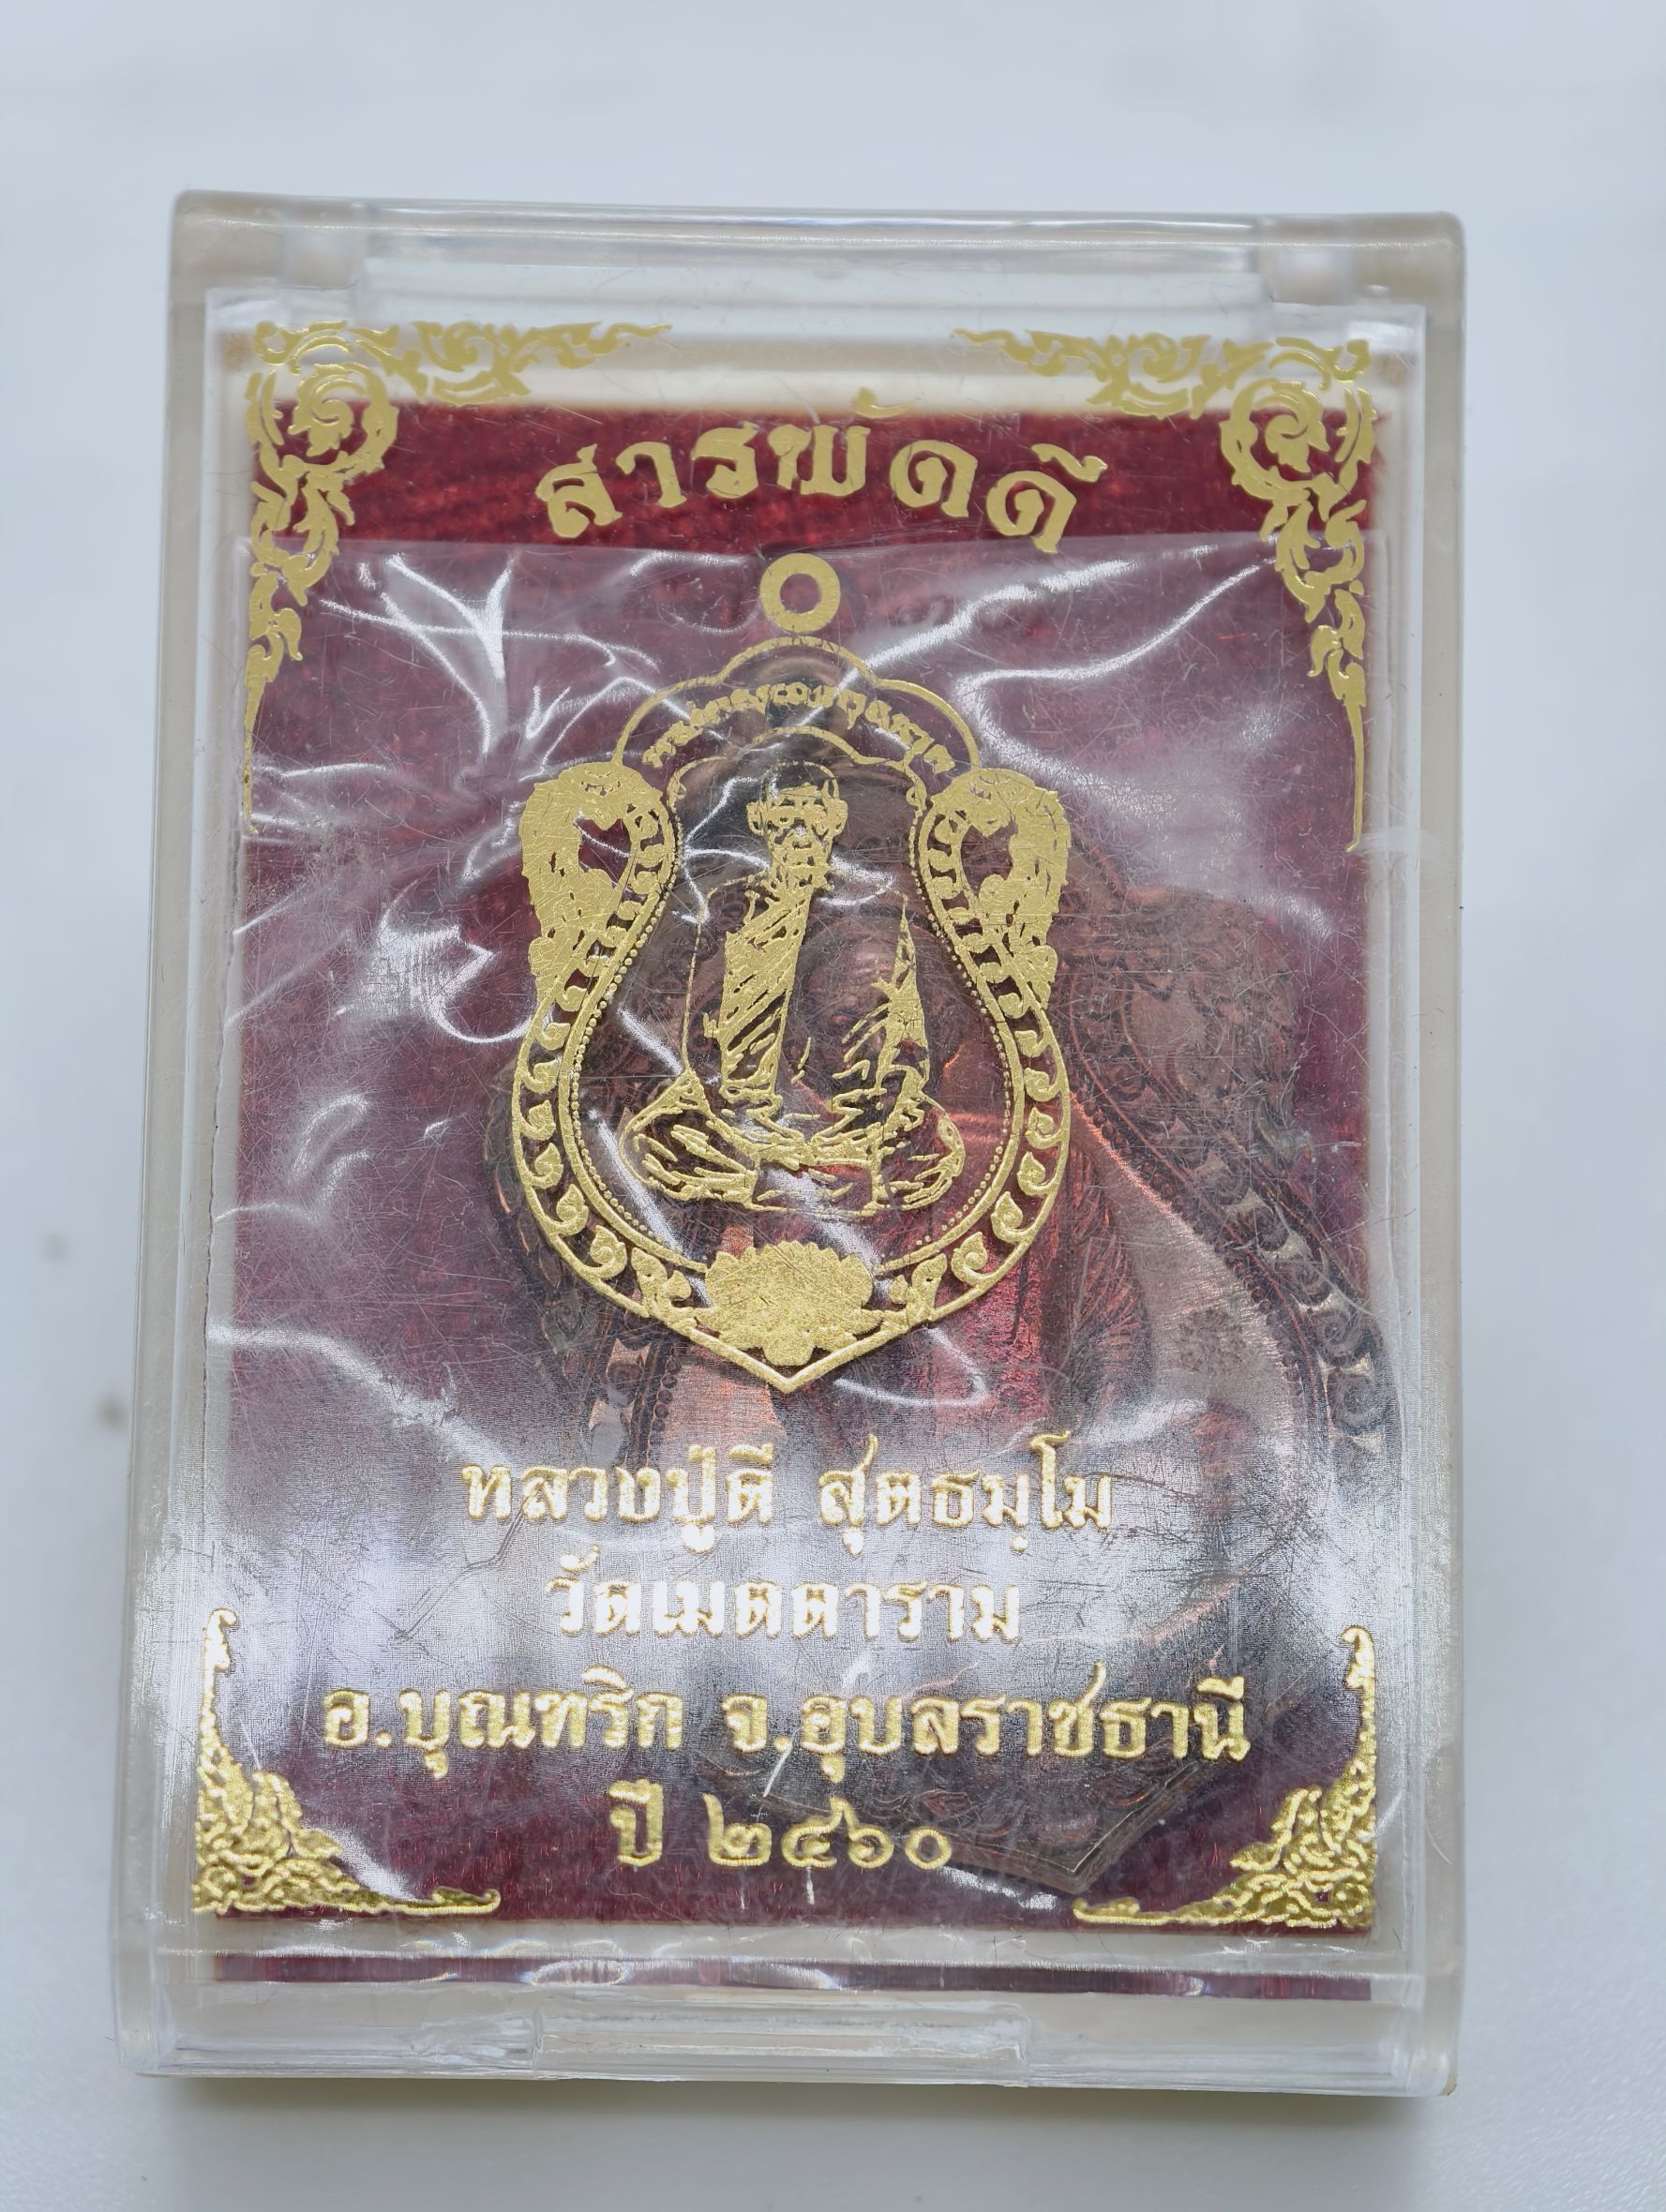 สารพัดดี
หลวงปู่ดี สุตธมฺโม
วัดเมตตาราม
อ.บุณฑริก จ.อุบลราชธานี
ปี ๒๕๖๐